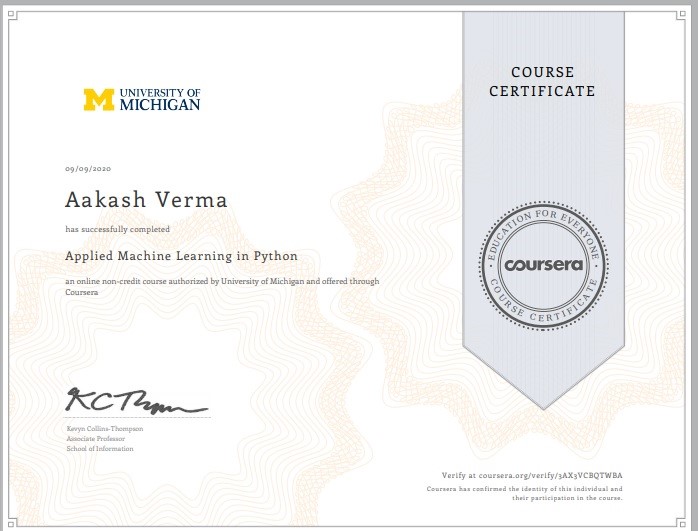 COURSE
CERTIFICATE
UNIVERSITY OF
MICHIGAN
09/09/2020
Aakash Verma
has successfully completed
Applied Machine Learning in Python
an online non-credit course authorized by University of Michigan and offered through
Coursera
EDUCATION FOR EVERYONE
coursera
COURSE CERTIFICATE
KCThom
Kevyn Collins-Thompson
Associate Professor
School of Information
Verify at coursera.org/verify/3AX3VCBQTWBA
Coursera has confirmed the identity of this individual and
their participation in the course.